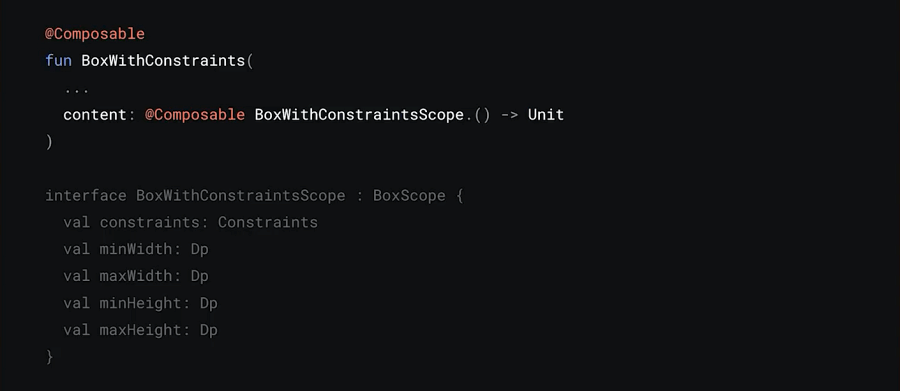 @Composable
fun BoxWithConstraints(
  ...
  content: @Composable BoxWithConstraintsScope.() -> Unit
)

interface BoxWithConstraintsScope : BoxScope {
  val constraints: Constraints
  val minWidth: Dp
  val maxWidth: Dp
  val minHeight: Dp
  val maxHeight: Dp
}